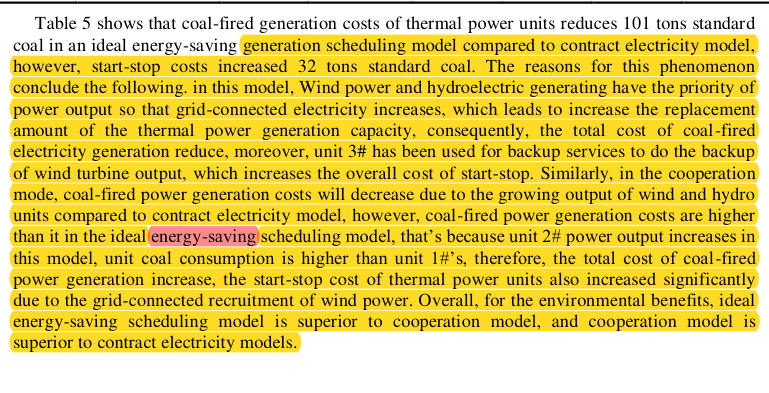 Table 5 shows that coal-fired generation costs of thermal power units reduces 101 tons standard
coal in an ideal energy-saving generation scheduling model compared to contract electricity model,
however, start-stop costs increased 32 tons standard coal. The reasons for this phenomenon
conclude the following. in this model, Wind power and hydroelectric generating have the priority of
power output so that grid-connected electricity increases, which leads to increase the replacement
amount of the thermal power generation capacity, consequently, the total cost of coal-fired
electricity generation reduce, moreover, unit 3# has been used for backup services to do the backup
of wind turbine output, which increases the overall cost of start-stop. Similarly, in the cooperation
mode, coal-fired power generation costs will decrease due to the growing output of wind and hydro
units compared to contract electricity model, however, coal-fired power generation costs are higher
than it in the ideal energy-saving scheduling model, that's because unit 2# power output increases in
this model, unit coal consumption is higher than unit 1#'s, therefore, the total cost of coal-fired
power generation increase, the start-stop cost of thermal power units also increased significantly
due to the grid-connected recruitment of wind power. Overall, for the environmental benefits, ideal
energy-saving scheduling model is superior to cooperation model, and cooperation model is
superior to contract electricity models.